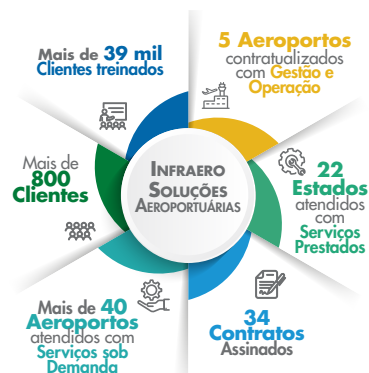 Mais de 39 mil
Clientes treinados
5 Aeroportos
contratualizados
com Gestão e
Operação
Mais de
800
Clientes
INFRAERO
SOLUÇÕES
AEROPORTUÁRIAS
22
Estados
atendidos
com
Serviços
Prestados
Mais de 40
Aeroportos
atendidos com
Serviços sob
Demanda
34
Contratos
Assinados